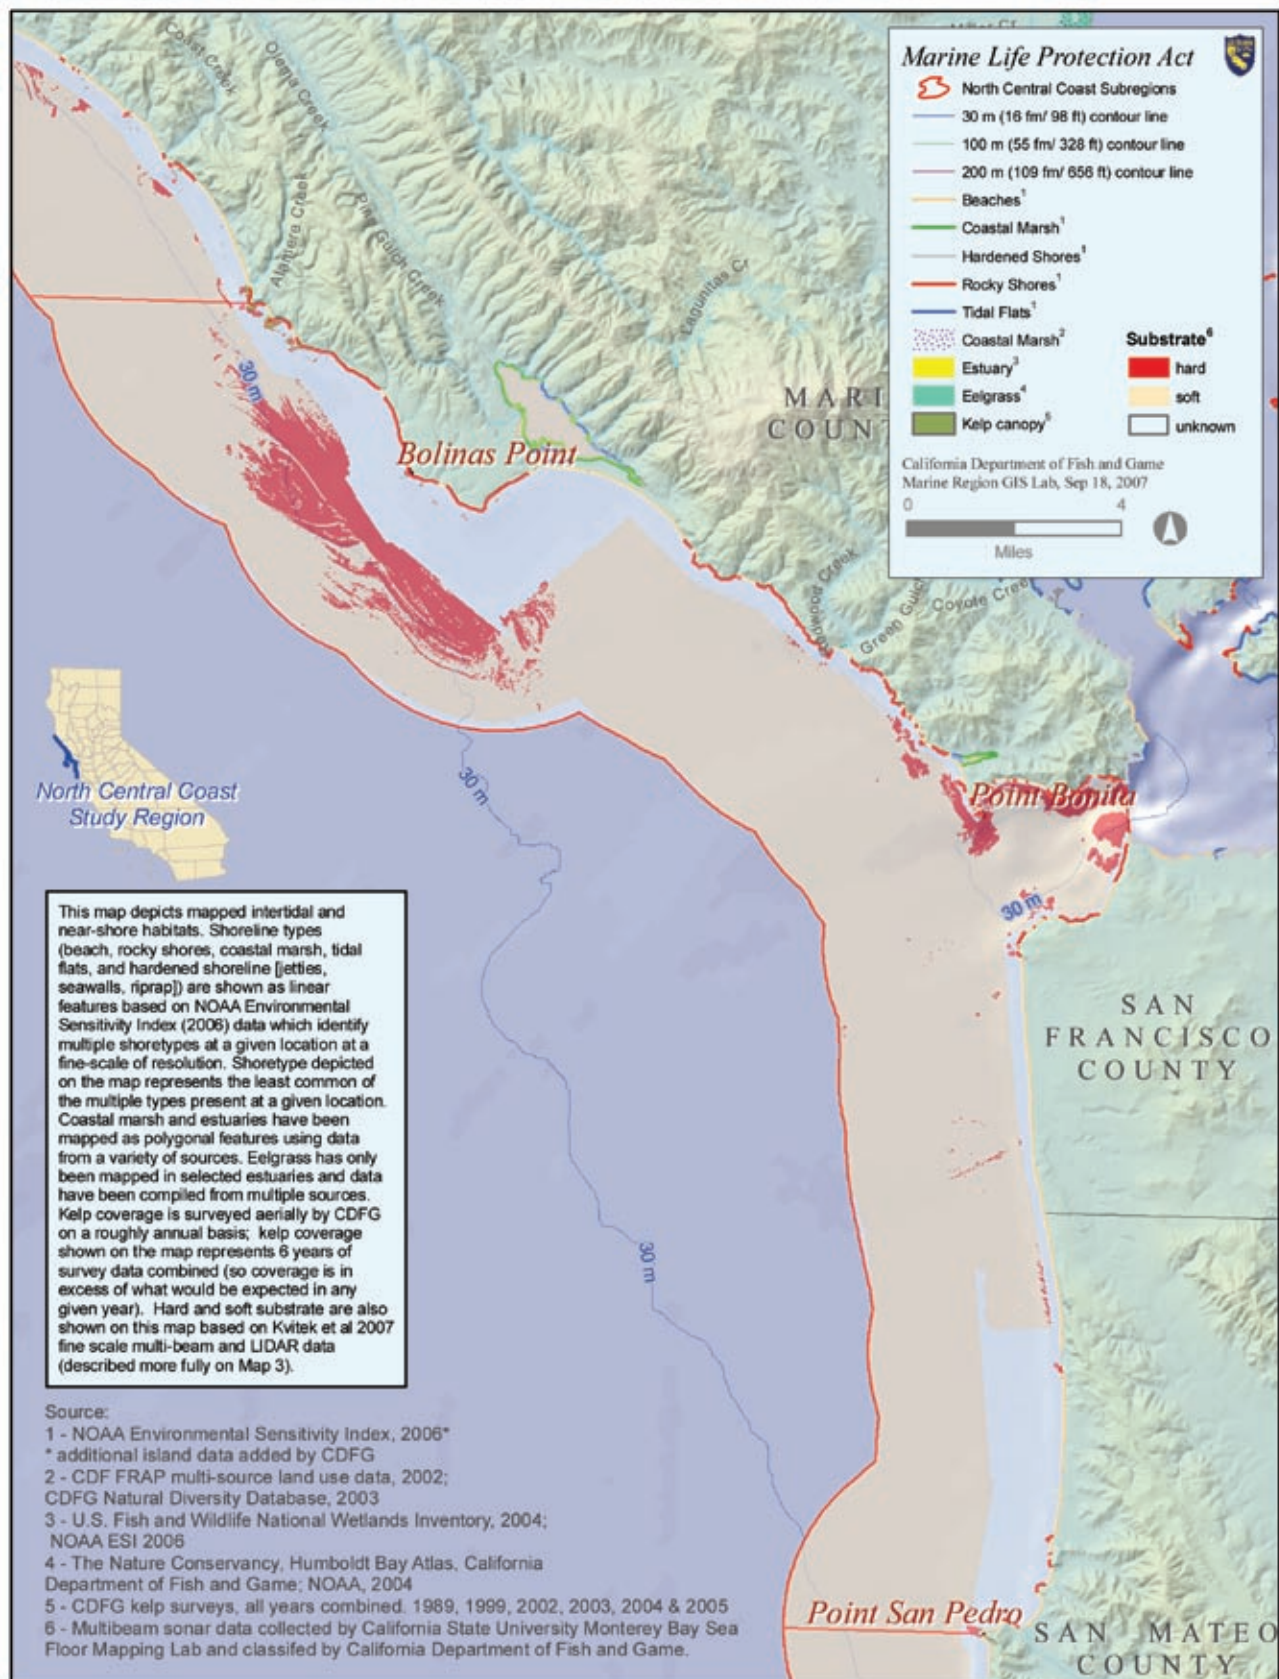 Marine Life Protection Act
North Central Coast Subregions
30 m (16 fm/ 98 ft) contour line
100 m (55 fm/ 328 ft) contour line
200 m (109 fm/ 656 ft) contour line
Beaches1
Coastal Marsh1
Hardened Shores1
Rocky Shores1
Tidal Flats1
Coastal Marsh2
Estuary3
Eelgrass4
Kelp canopy5
Substrate6
hard
soft
unknown
California Department of Fish and Game
Marine Region GIS Lab, Sep 18, 2007
0 4
Miles
Coast Creek
Olema Creek
Alamera Creek
Pine Gulch Creek
Lagunitas Cr
MARI
COUNT
30 m
Bolinas Point
Redwood Creek
Green Gulch
Coyote Cree
Point Bonita
30 m
30 m
North Central Coast
Study Region
SAN
FRANCISCO
COUNTY
This map depicts mapped intertidal and
near-shore habitats. Shoreline types
(beach, rocky shores, coastal marsh, tidal
flats, and hardened shoreline [jetties,
seawalls, riprap]) are shown as linear
features based on NOAA Environmental
Sensitivity Index (2006) data which identify
multiple shoretypes at a given location at a
fine-scale of resolution. Shoretype depicted
on the map represents the least common of
the multiple types present at a given location.
Coastal marsh and estuaries have been
mapped as polygonal features using data
from a variety of sources. Eelgrass has only
been mapped in selected estuaries and data
have been compiled from multiple sources.
Kelp coverage is surveyed aerially by CDFG
on a roughly annual basis; kelp coverage
shown on the map represents 6 years of
survey data combined (so coverage is in
excess of what would be expected in any
given year). Hard and soft substrate are also
shown on this map based on Kvitek et al 2007
fine scale multi-beam and LIDAR data
(described more fully on Map 3).
30 m
Source:
1 - NOAA Environmental Sensitivity Index, 2006*
* additional island data added by CDFG
2 - CDF FRAP multi-source land use data, 2002;
CDFG Natural Diversity Database, 2003
3 - U.S. Fish and Wildlife National Wetlands Inventory, 2004;
NOAA ESI 2006
4 - The Nature Conservancy, Humboldt Bay Atlas, California
Department of Fish and Game; NOAA, 2004
5 - CDFG kelp surveys, all years combined. 1989, 1999, 2002, 2003, 2004 & 2005
6 - Multibeam sonar data collected by California State University Monterey Bay Sea
Floor Mapping Lab and classifed by California Department of Fish and Game.
Point San Pedro
SAN MATEO
COUNTY